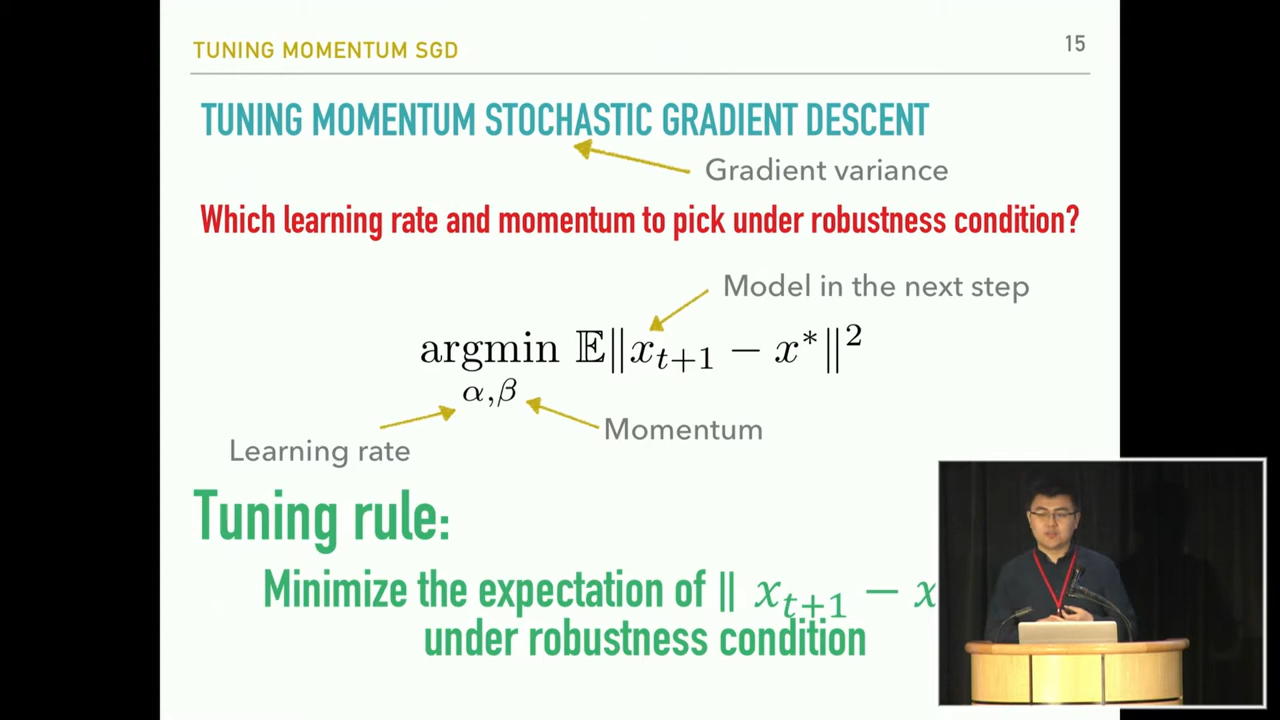 TUNING MOMENTUM SGD
15
TUNING MOMENTUM STOCHASTIC GRADIENT DESCENT
Gradient variance
Which learning rate and momentum to pick under robustness condition?
Model in the next step
argmin 𝔼‖x_{t+1} − x*‖²
α,β
Momentum
Learning rate
Tuning rule:
Minimize the expectation of ‖ x_{t+1} − x
under robustness condition